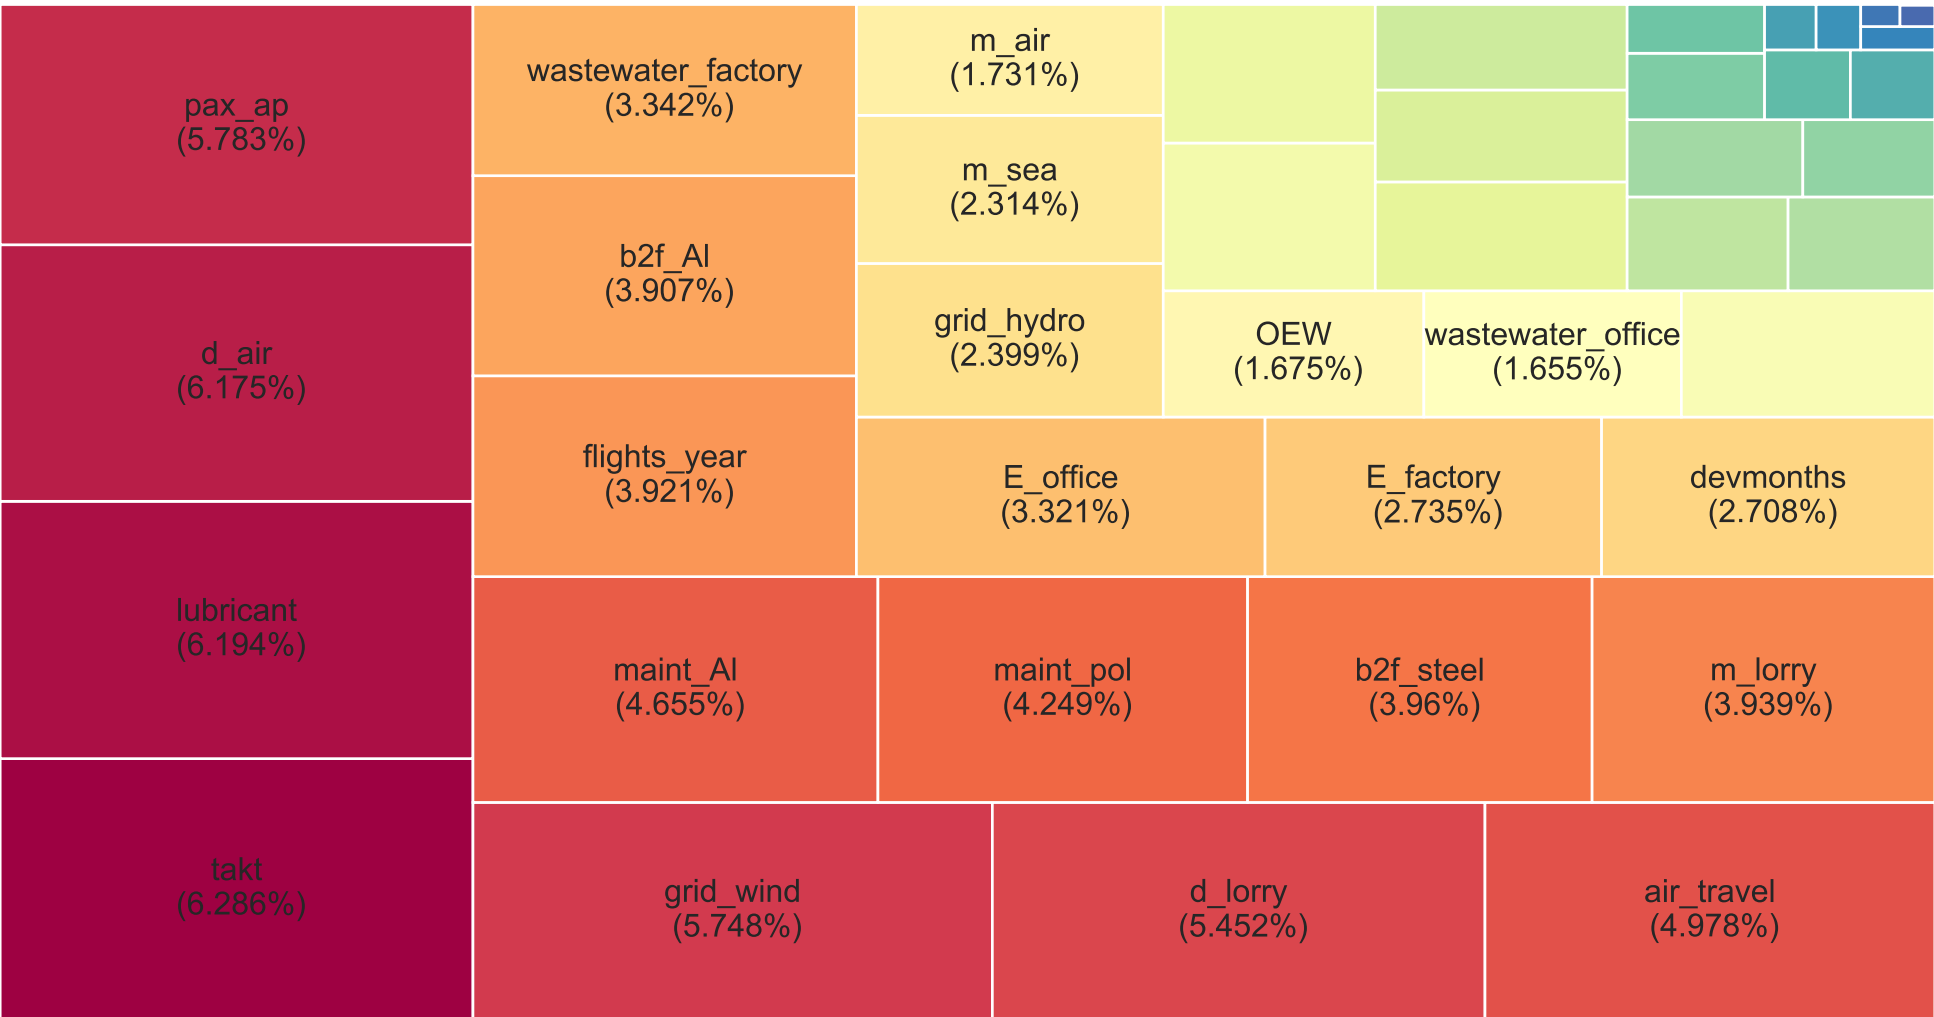 pax_ap
(5.783%)
d_air
(6.175%)
lubricant
(6.194%)
takt
(6.286%)
wastewater_factory
(3.342%)
b2f_Al
(3.907%)
flights_year
(3.921%)
m_air
(1.731%)
m_sea
(2.314%)
grid_hydro
(2.399%)
OEW
(1.675%)
wastewater_office
(1.655%)
E_office
(3.321%)
E_factory
(2.735%)
devmonths
(2.708%)
maint_Al
(4.655%)
maint_pol
(4.249%)
b2f_steel
(3.96%)
m_lorry
(3.939%)
grid_wind
(5.748%)
d_lorry
(5.452%)
air_travel
(4.978%)